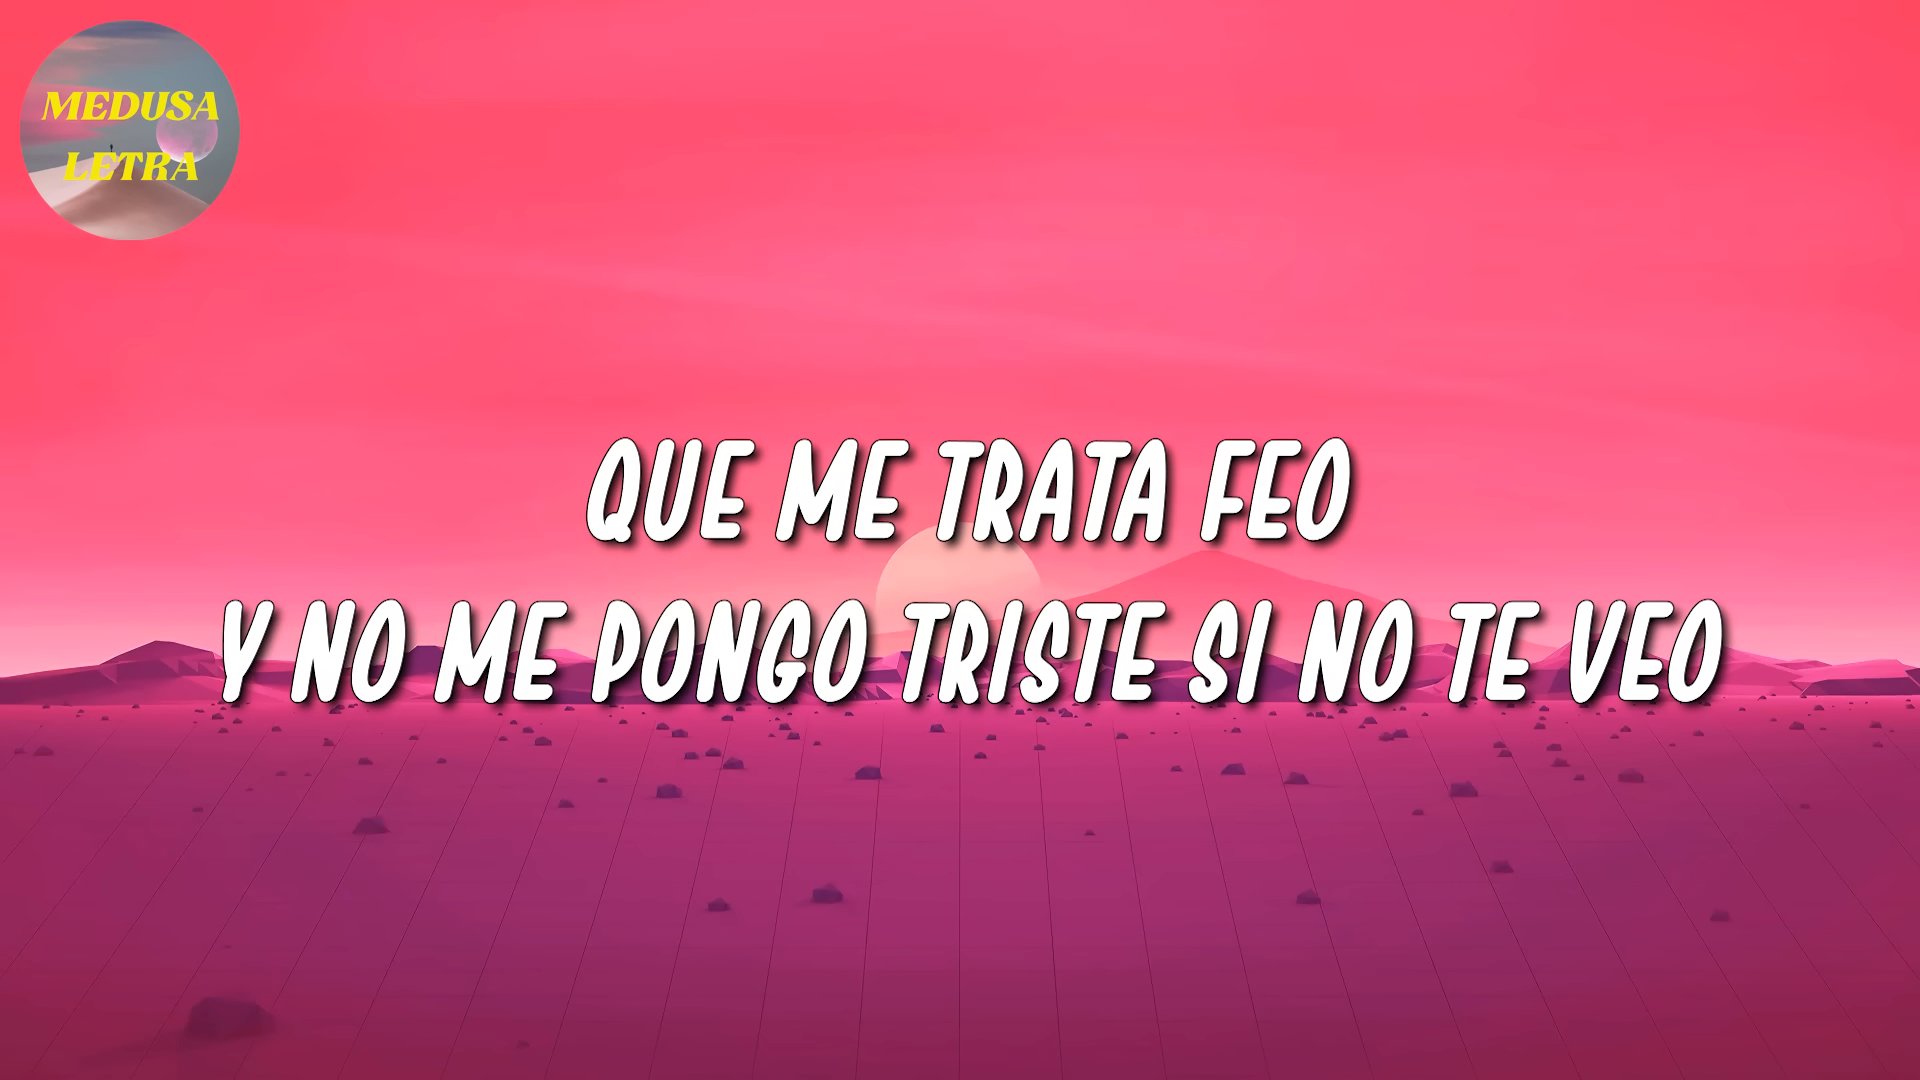 MEDUSA
LETRA
QUE ME TRATA FEO
Y NO ME PONGO TRISTE SI NO TE VEO